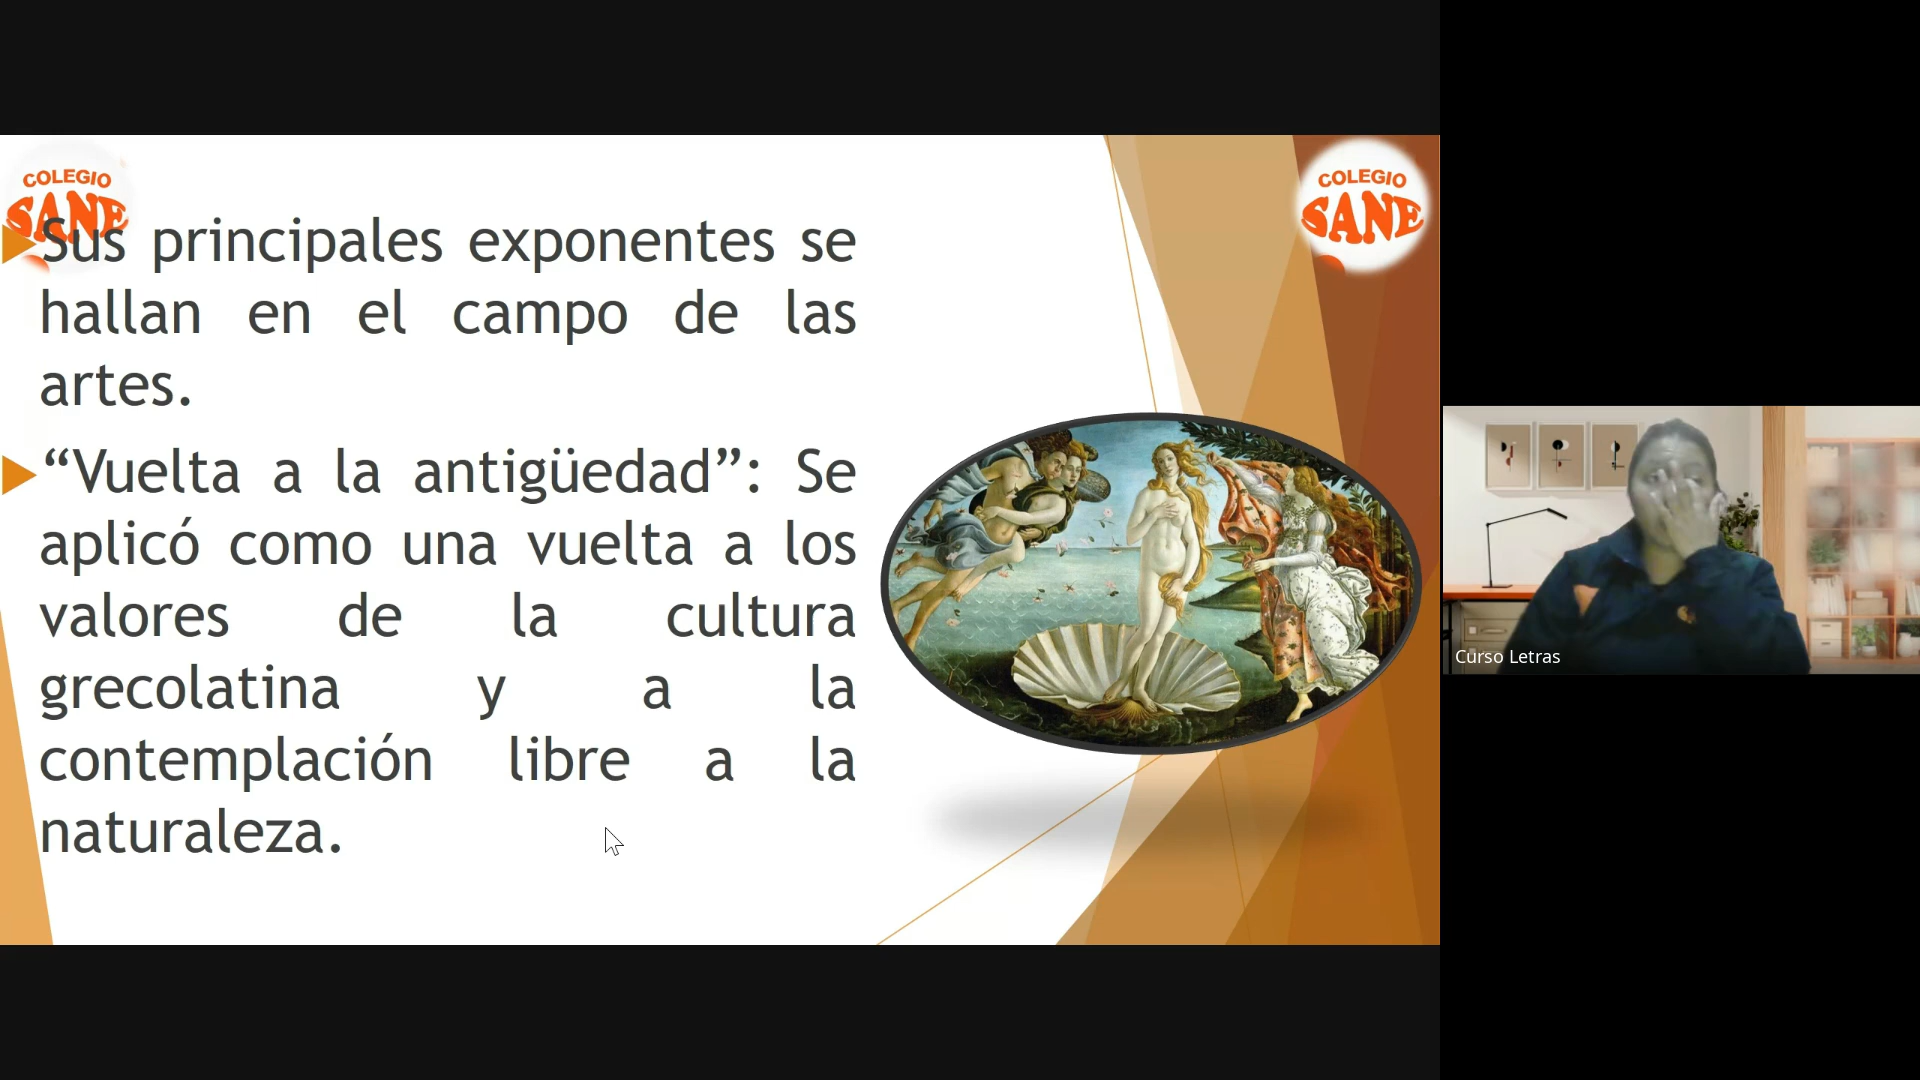 COLEGIO
SANE
COLEGIO
SANE
Sus principales exponentes se
hallan en el campo de las
artes.
“Vuelta a la antigüedad”: Se
aplicó como una vuelta a los
valores de la cultura
grecolatina y a la
contemplación libre a la
naturaleza.
Curso Letras